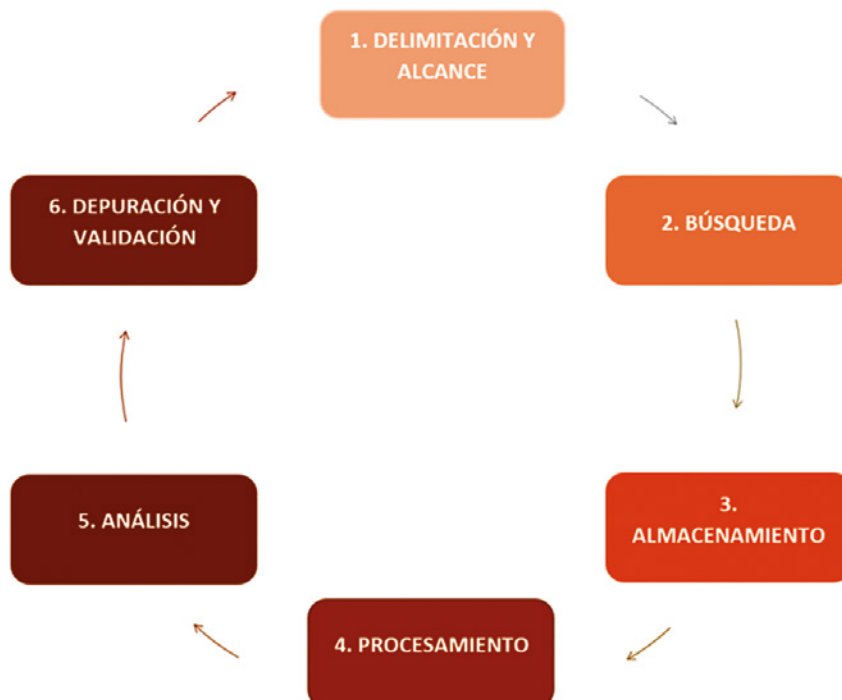 1. DELIMITACIÓN Y
ALCANCE
2. BÚSQUEDA
3.
ALMACENAMIENTO
4. PROCESAMIENTO
5. ANÁLISIS
6. DEPURACIÓN Y
VALIDACIÓN